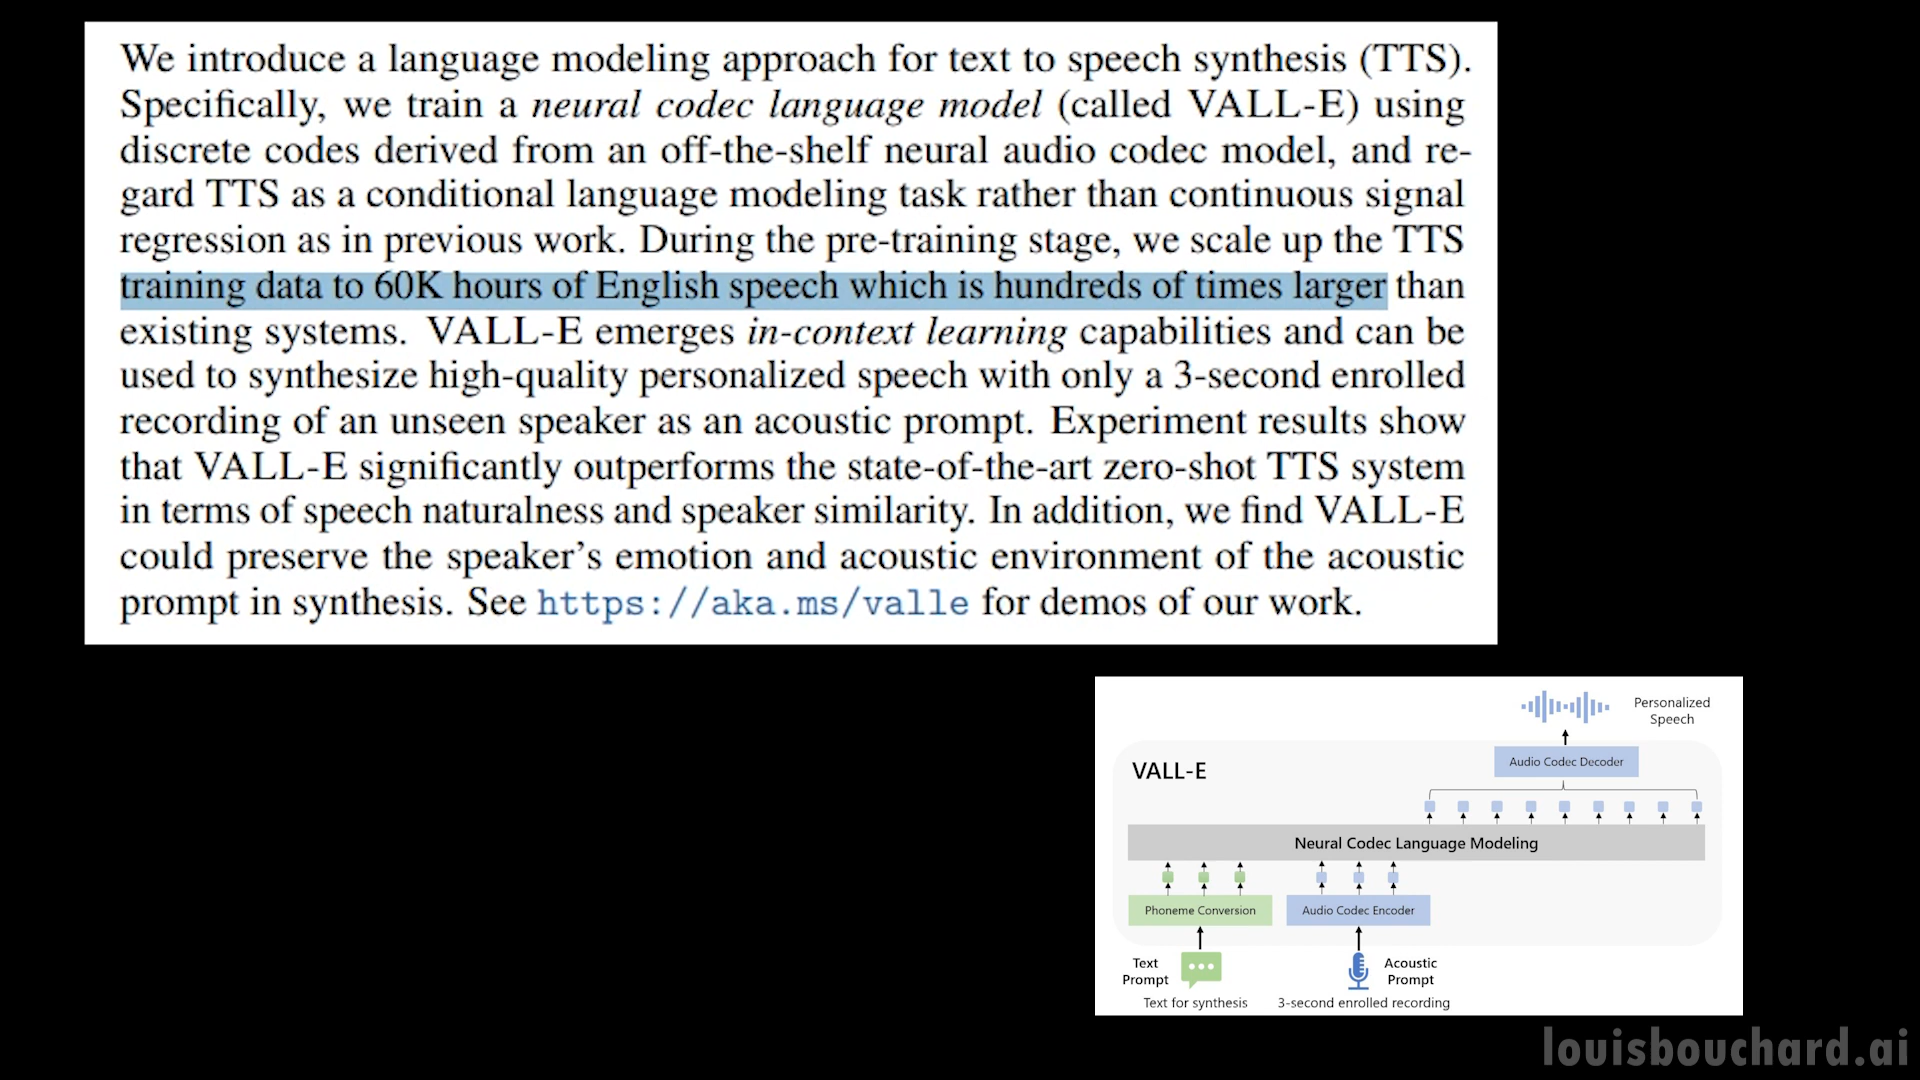 We introduce a language modeling approach for text to speech synthesis (TTS).
Specifically, we train a neural codec language model (called VALL-E) using
discrete codes derived from an off-the-shelf neural audio codec model, and re-
gard TTS as a conditional language modeling task rather than continuous signal
regression as in previous work. During the pre-training stage, we scale up the TTS
training data to 60K hours of English speech which is hundreds of times larger than
existing systems. VALL-E emerges in-context learning capabilities and can be
used to synthesize high-quality personalized speech with only a 3-second enrolled
recording of an unseen speaker as an acoustic prompt. Experiment results show
that VALL-E significantly outperforms the state-of-the-art zero-shot TTS system
in terms of speech naturalness and speaker similarity. In addition, we find VALL-E
could preserve the speaker's emotion and acoustic environment of the acoustic
prompt in synthesis. See https://aka.ms/valle for demos of our work.
Personalized
Speech
Audio Codec Decoder
VALL-E
Neural Codec Language Modeling
Phoneme Conversion
Audio Codec Encoder
Text
Prompt
Acoustic
Prompt
Text for synthesis
3-second enrolled recording
louisbouchard.ai